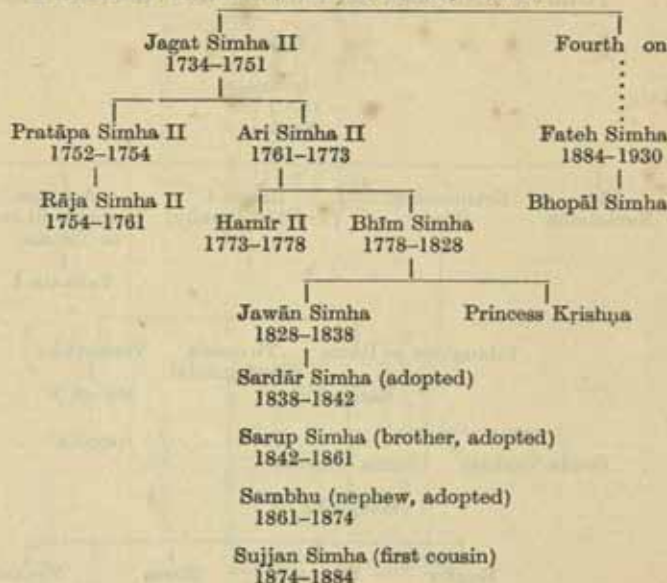 Jagat Simha II
1734–1751
Fourth on
Pratāpa Simha II
1752–1754
Ari Simha II
1761–1773
Fateh Simha
1884–1930
Rāja Simha II
1754–1761
Hamīr II
1773–1778
Bhīm Simha
1778–1828
Bhopāl Simha
Jawān Simha
1828–1838
Princess Kṛishṇa
Sardār Simha (adopted)
1838–1842
Sarup Simha (brother, adopted)
1842–1861
Sambhu (nephew, adopted)
1861–1874
Sujjan Simha (first cousin)
1874–1884